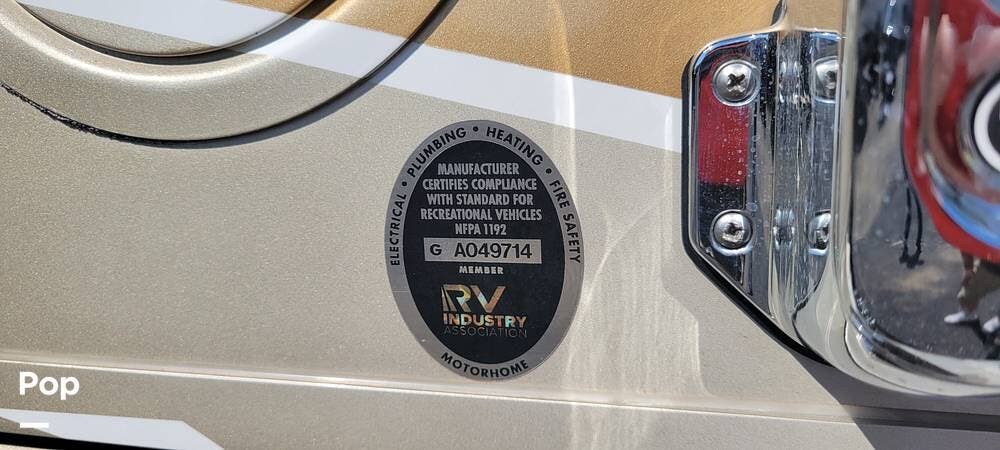 ELECTRICAL • PLUMBING • HEATING • FIRE SAFETY
MANUFACTURER
CERTIFIES COMPLIANCE
WITH STANDARD FOR
RECREATIONAL VEHICLES
NFPA 1192
G A049714
MEMBER
RV
INDUSTRY
ASSOCIATION
MOTORHOME
Pop